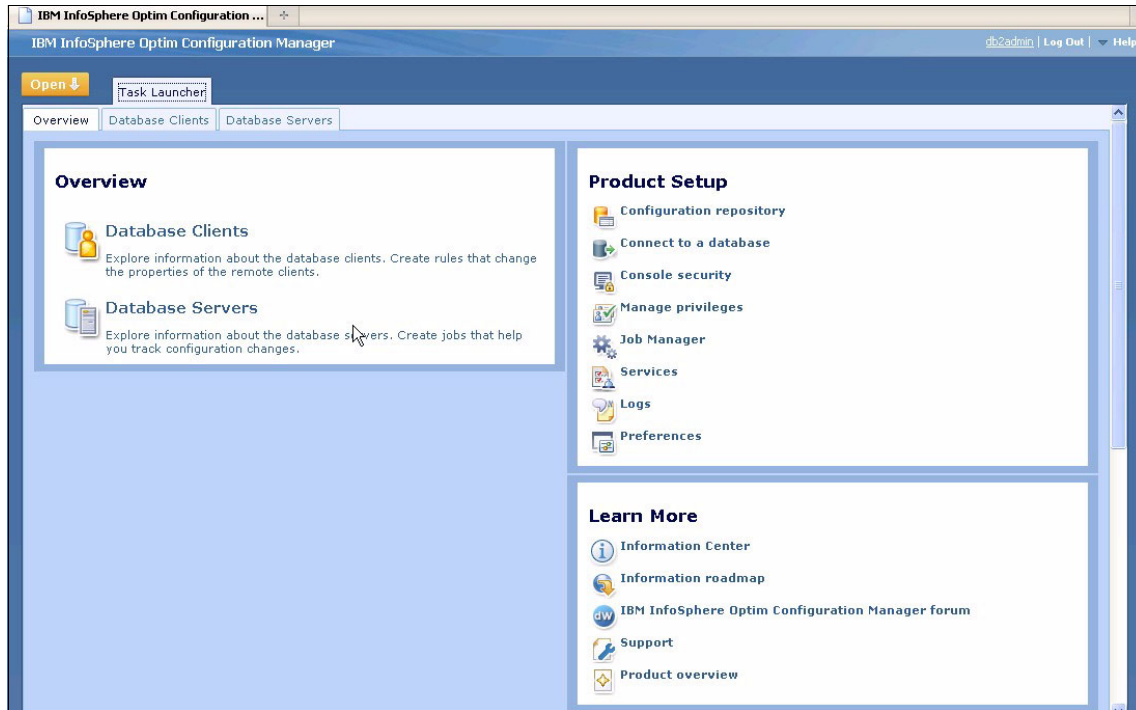 IBM InfoSphere Optim Configuration ...
IBM InfoSphere Optim Configuration Manager
db2admin | Log Out | Help
Open
Task Launcher
Overview
Database Clients
Database Servers
Overview
Database Clients
Explore information about the database clients. Create rules that change
the properties of the remote clients.
Database Servers
Explore information about the database servers. Create jobs that help
you track configuration changes.
Product Setup
Configuration repository
Connect to a database
Console security
Manage privileges
Job Manager
Services
Logs
Preferences
Learn More
Information Center
Information roadmap
dW
IBM InfoSphere Optim Configuration Manager forum
Support
Product overview